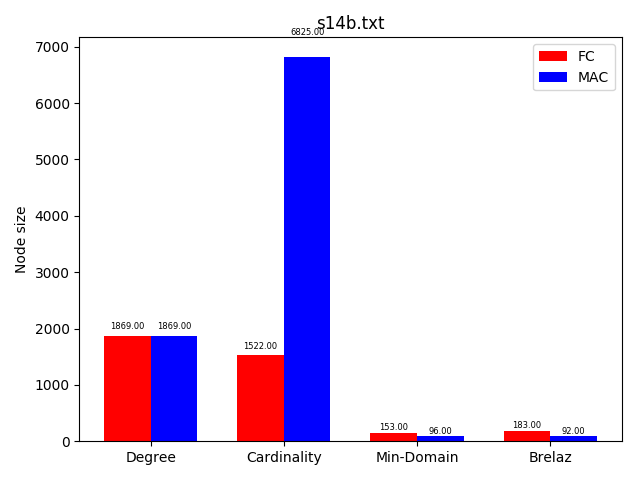 s14b.txt
6825.00
7000
FC
MAC
6000
5000
4000
Node size
3000
2000
1869.00 1869.00
1522.00
1000
153.00 96.00 183.00 92.00
0
Degree Cardinality Min-Domain Brelaz